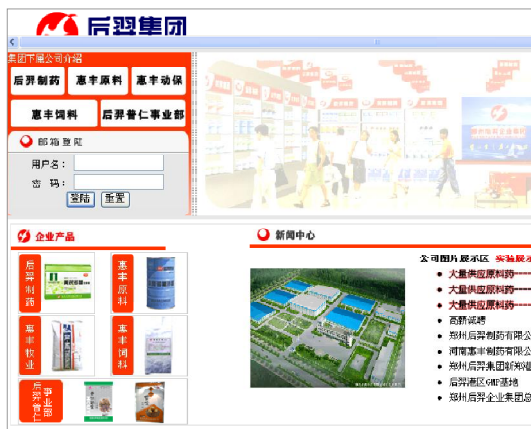 后羿集团
集团下属公司介绍
后羿制药 惠丰原料 惠丰动保
惠丰饲料 后羿普仁事业部
邮箱登陆
用户名：
密 码：
登陆 重置
企业产品
后羿制药
惠丰原料
惠丰牧业
惠丰饲料
后羿普仁事业部
新闻中心
公司图片展示区 实验展示
大量供应原料药----
大量供应原料药----
大量供应原料药----
高薪诚聘
郑州后羿制药有限公
河南惠丰制药有限公
郑州后羿集团新郑
后羿港区GMP基地
郑州后羿企业集团总